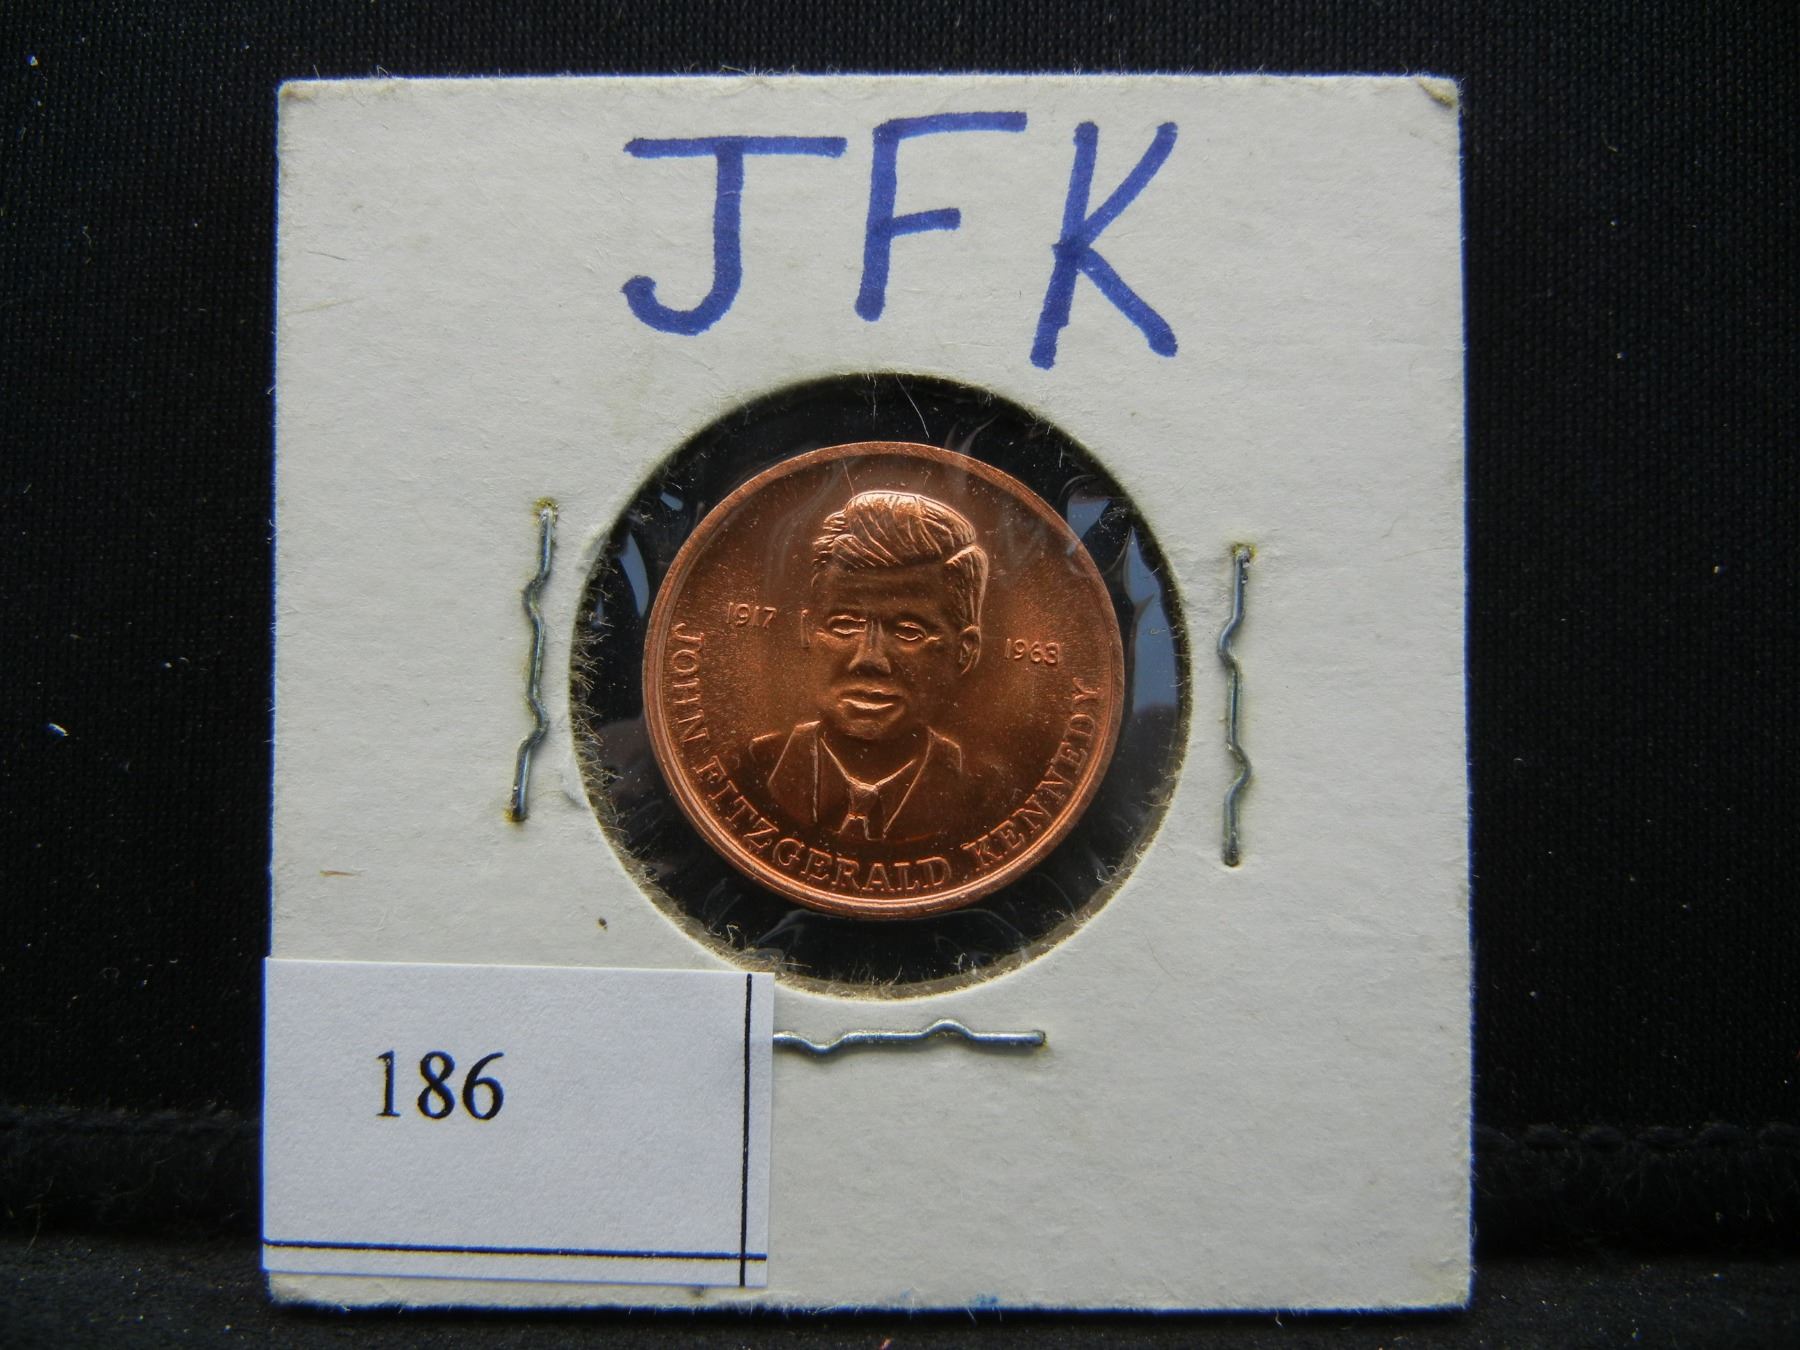 JFK
1917 1963
JOHN FITZGERALD KENNEDY
186